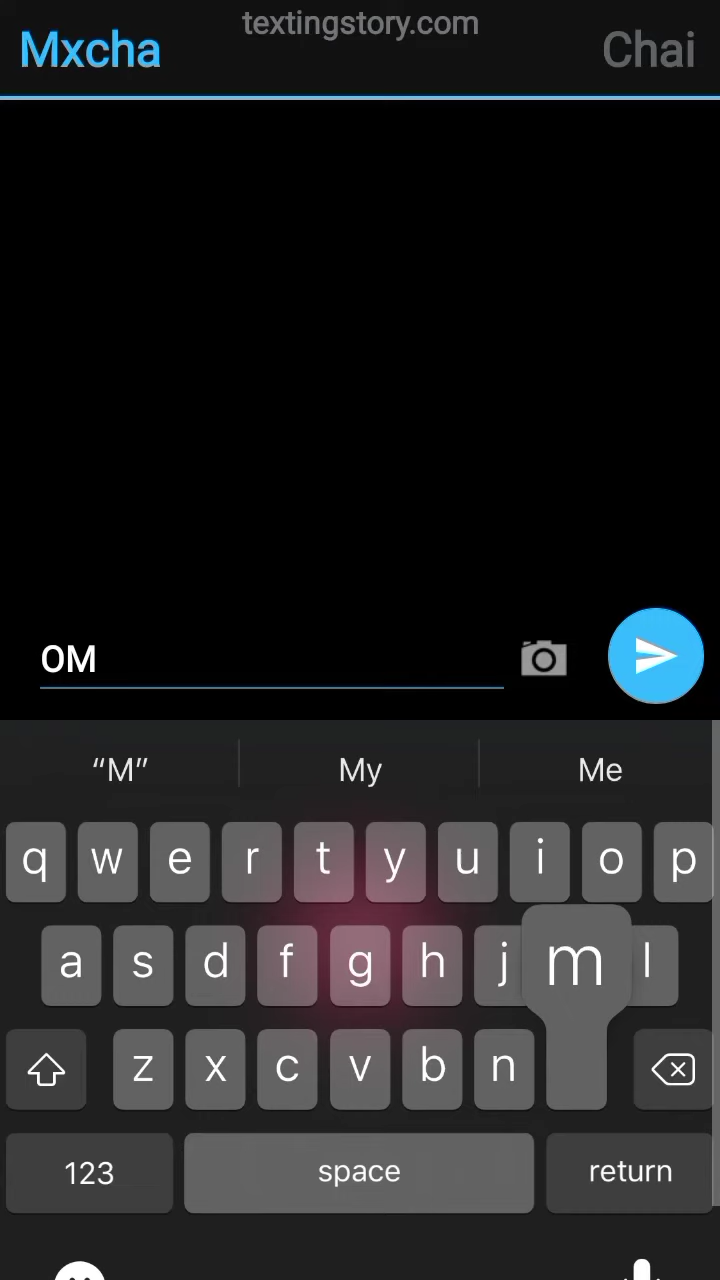 textingstory.com
Mxcha Chai
OM
“M” My Me
q w e r t y u i o p
a s d f g h j m l
z x c v b n
123 space return